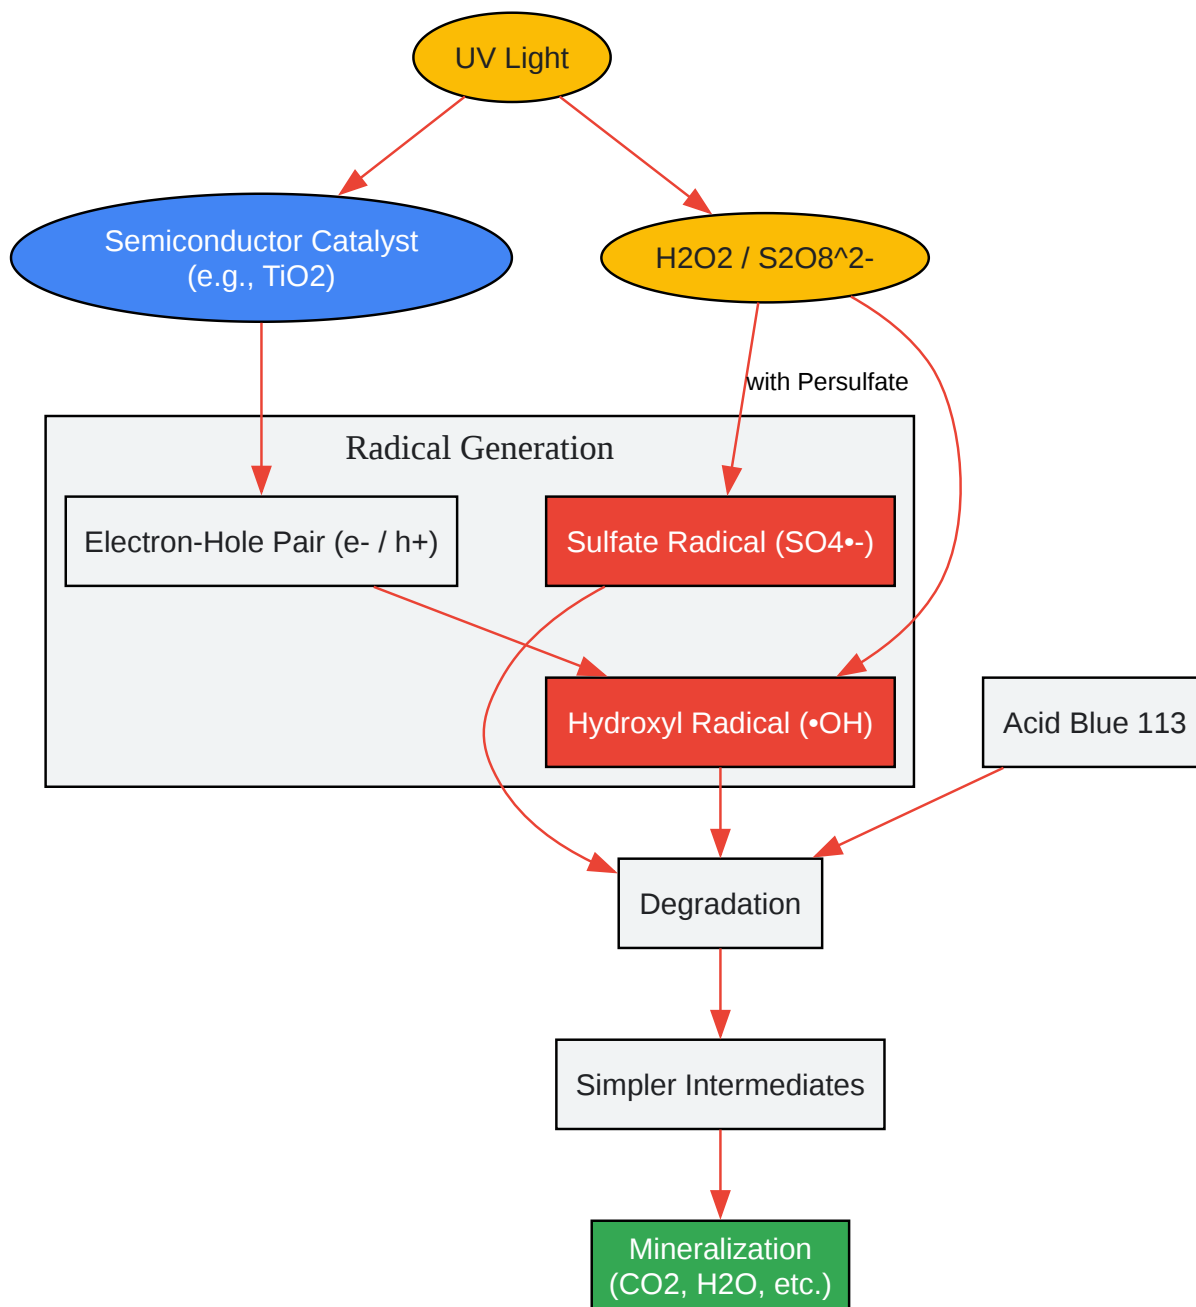 UV Light
Semiconductor Catalyst
(e.g., TiO2)
H2O2 / S2O8^2-
with Persulfate
Radical Generation
Electron-Hole Pair (e- / h+)
Sulfate Radical (SO4•-)
Hydroxyl Radical (•OH)
Acid Blue 113
Degradation
Simpler Intermediates
Mineralization
(CO2, H2O, etc.)